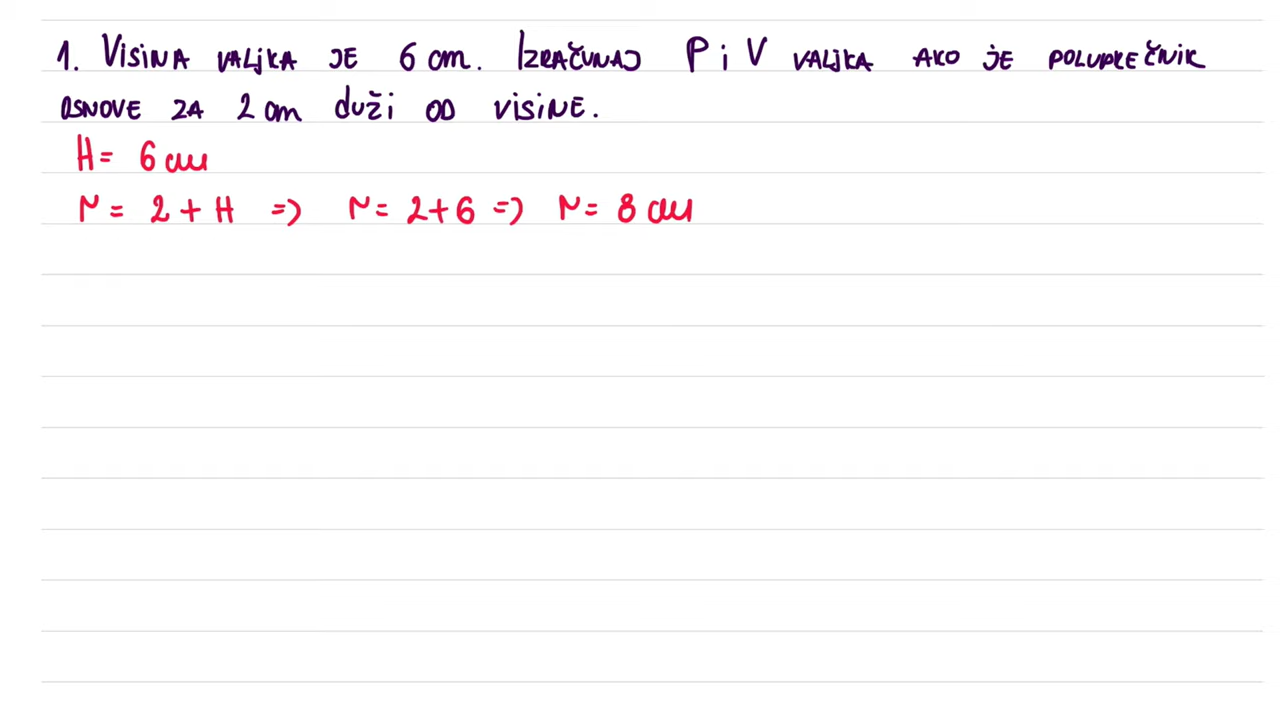 1. Visina valjka je 6 cm. Izračunaj P i V valjka ako je poluprečnik
osnove za 2 cm duži od visine.
H = 6 cm
r = 2 + H => r = 2+6 => r = 8 cm